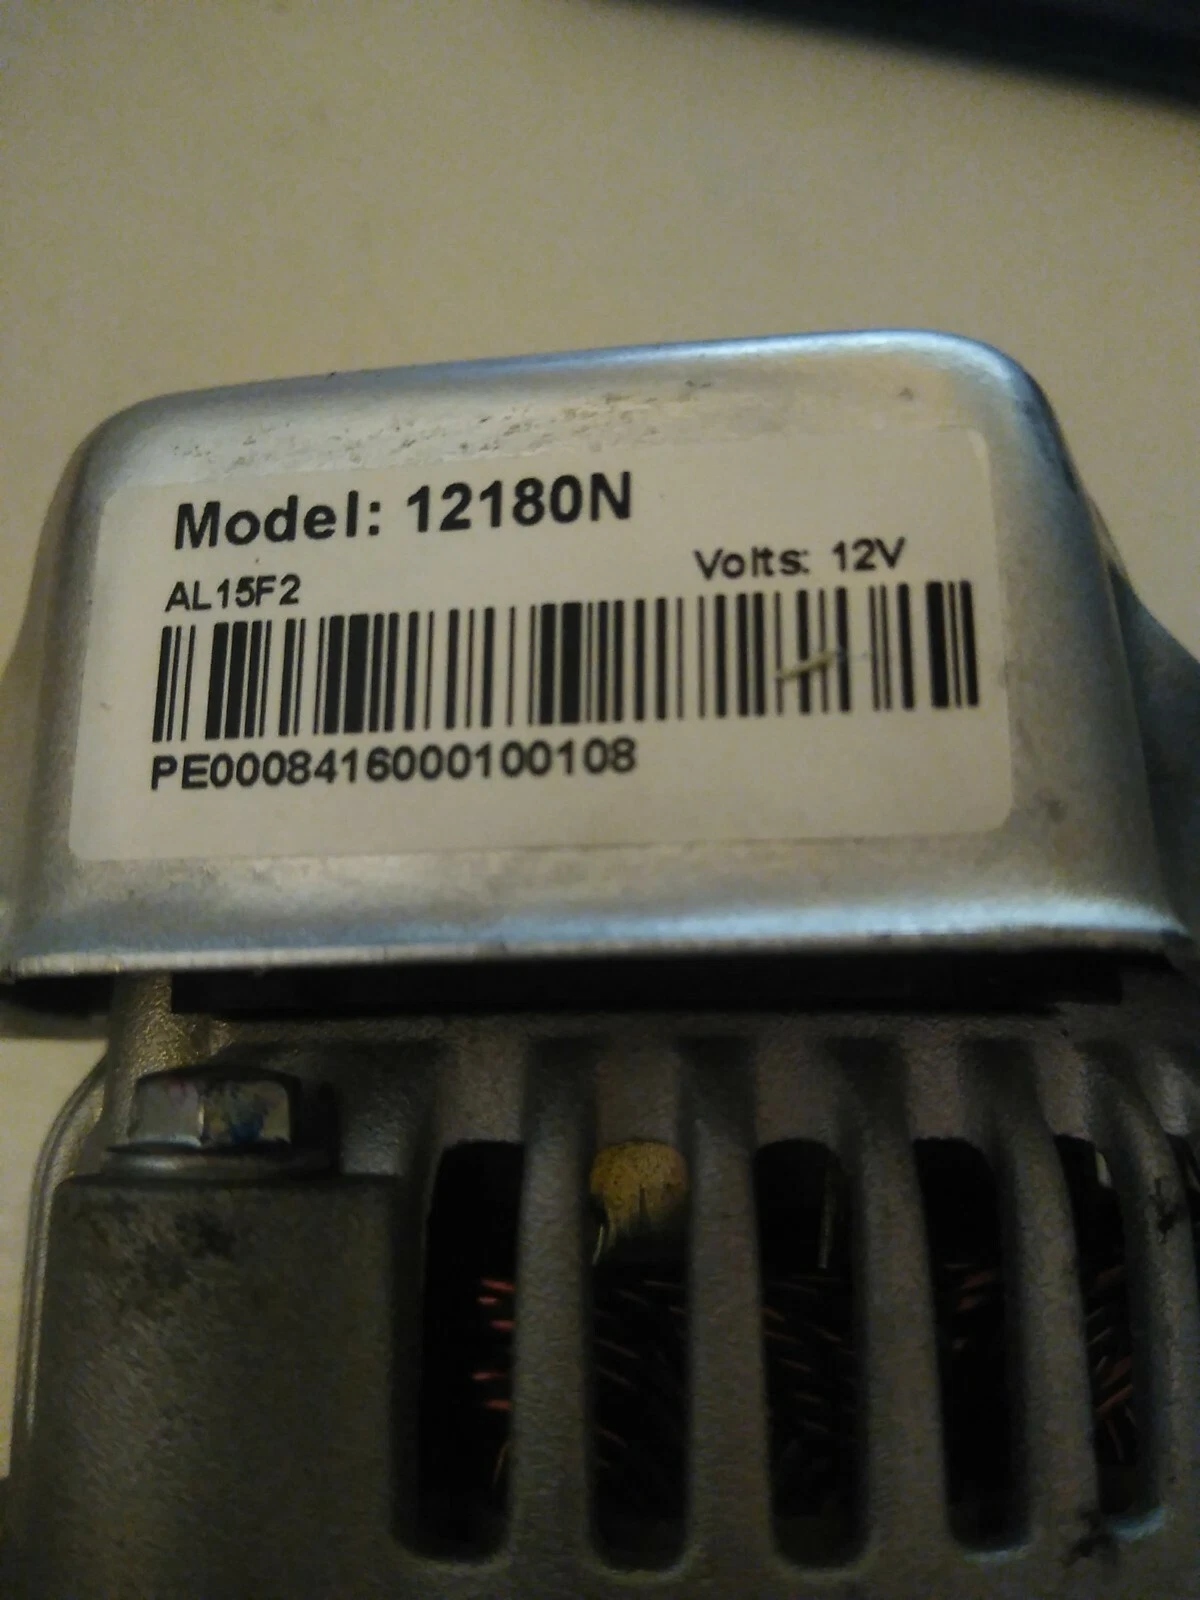 Model: 12180N
AL15F2
Volts: 12V
PE0008416000100108